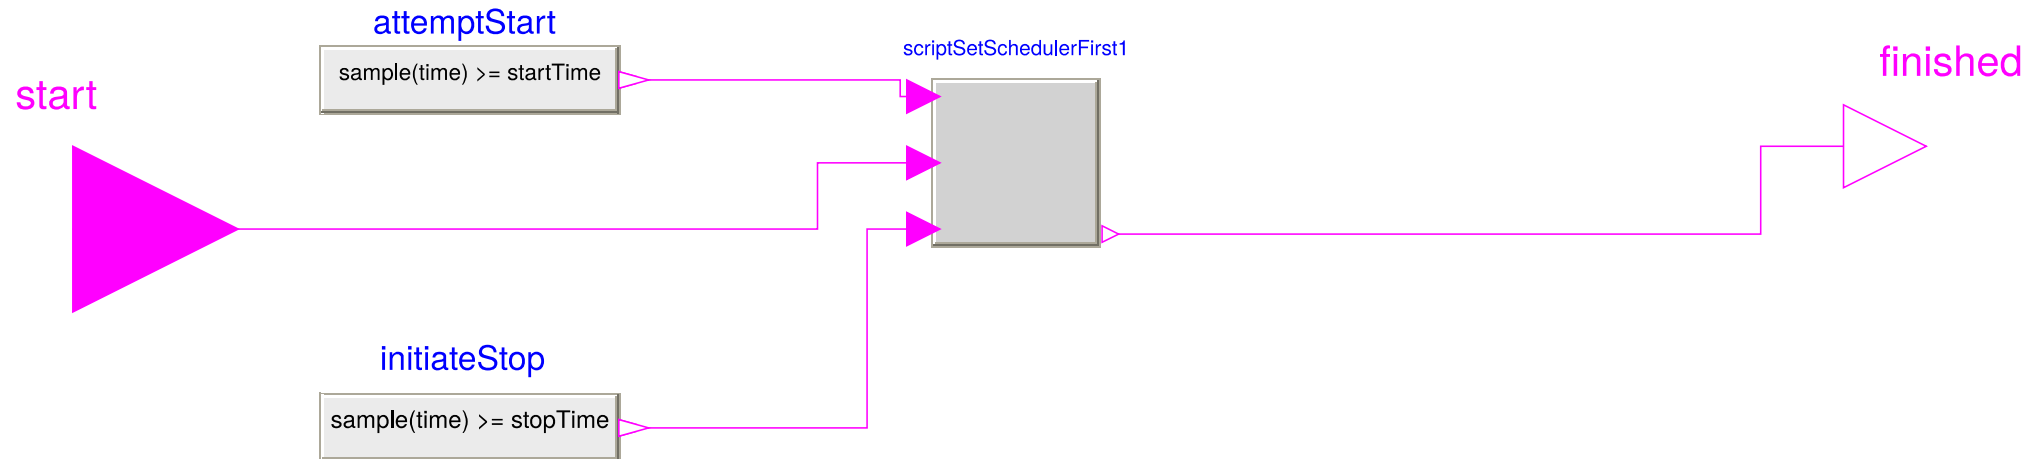 attemptStart
sample(time) >= startTime
scriptSetSchedulerFirst1
finished
start
initiateStop
sample(time) >= stopTime